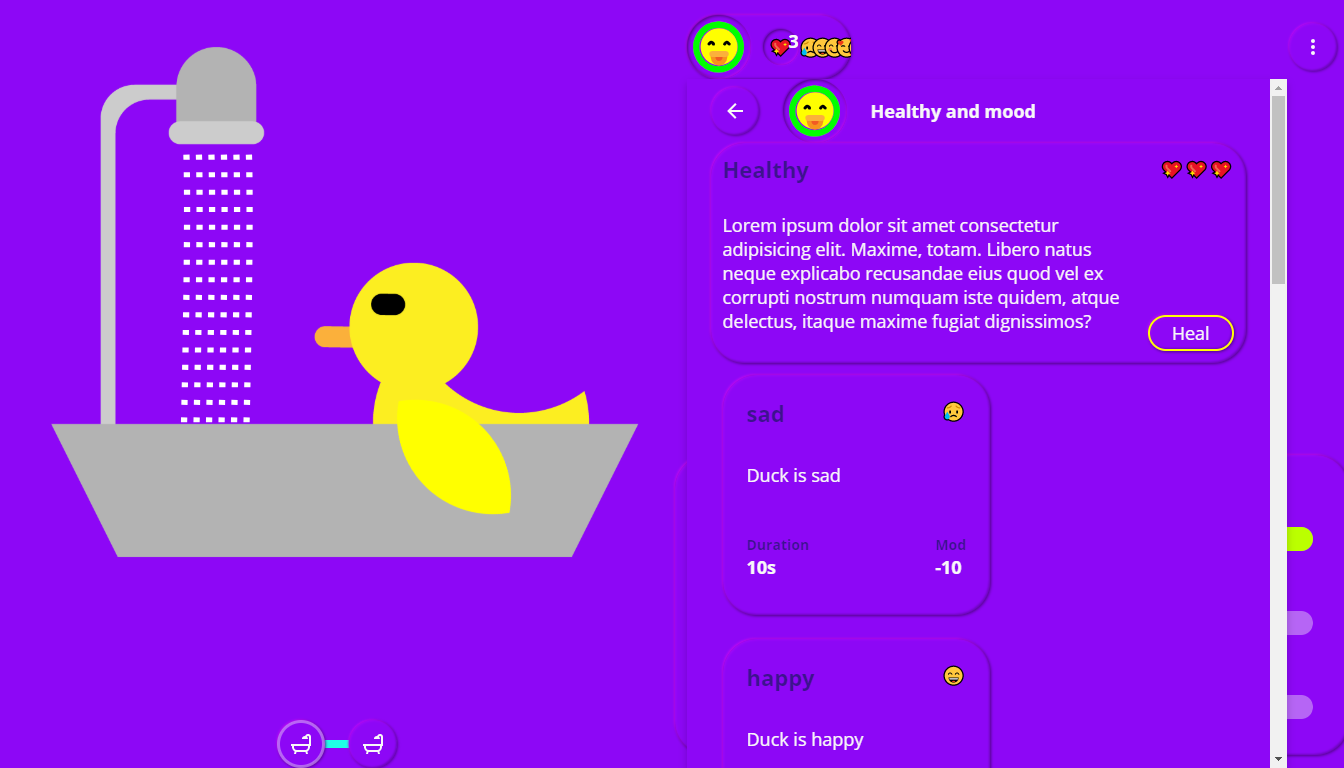 3
Healthy and mood
Healthy
Lorem ipsum dolor sit amet consectetur
adipisicing elit. Maxime, totam. Libero natus
neque explicabo recusandae eius quod vel ex
corrupti nostrum numquam iste quidem, atque
delectus, itaque maxime fugiat dignissimos?
Heal
sad
Duck is sad
Duration Mod
10s -10
happy
Duck is happy